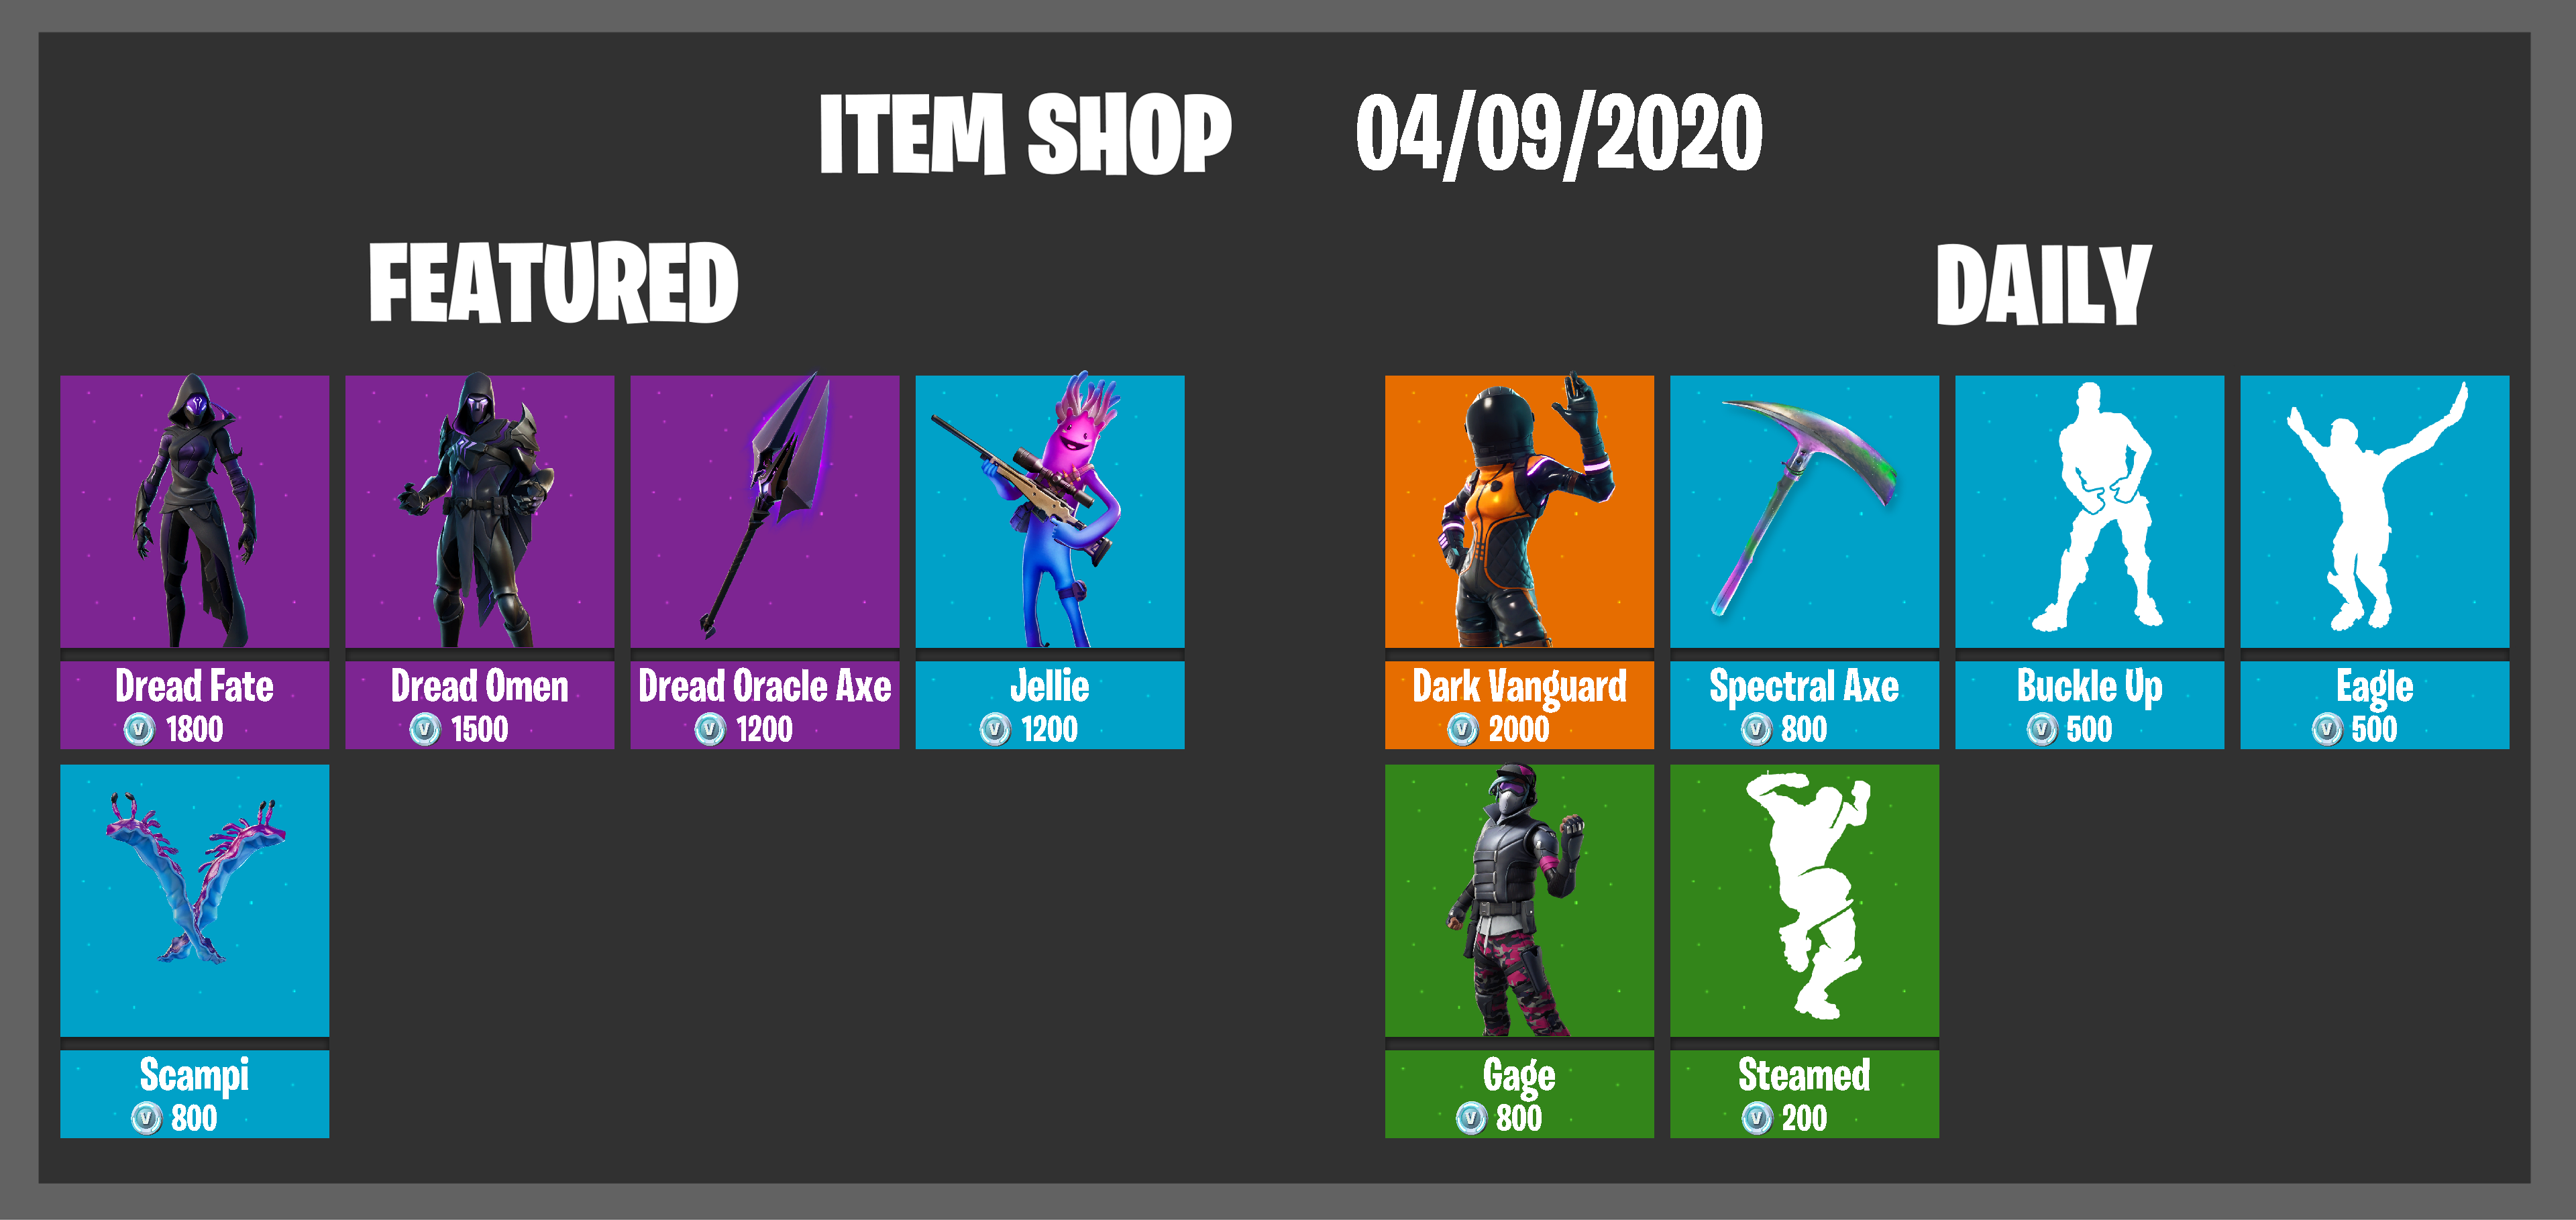 ITEM SHOP 04/09/2020
FEATURED
Dread Fate
1800
Dread Omen
1500
Dread Oracle Axe
1200
Jellie
1200
Scampi
800
DAILY
Dark Vanguard
2000
Spectral Axe
800
Buckle Up
500
Eagle
500
Gage
800
Steamed
200